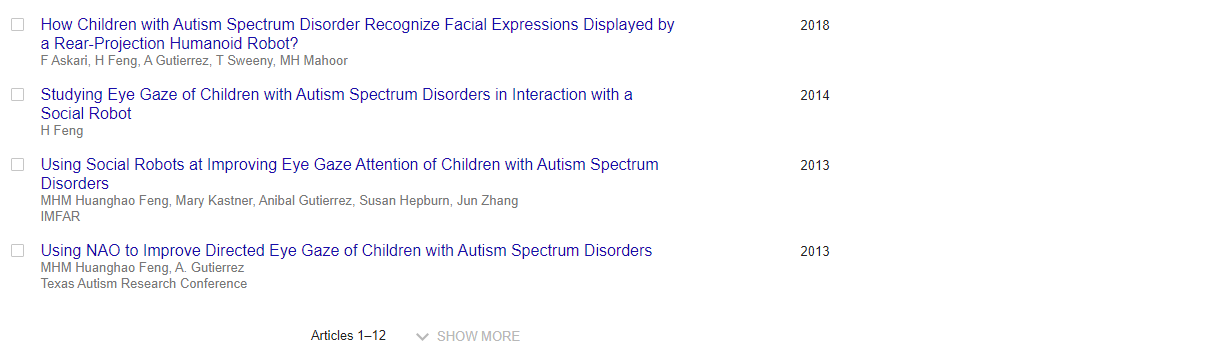 How Children with Autism Spectrum Disorder Recognize Facial Expressions Displayed by 2018
a Rear-Projection Humanoid Robot?
F Askari, H Feng, A Gutierrez, T Sweeny, MH Mahoor
Studying Eye Gaze of Children with Autism Spectrum Disorders in Interaction with a 2014
Social Robot
H Feng
Using Social Robots at Improving Eye Gaze Attention of Children with Autism Spectrum 2013
Disorders
MHM Huanghao Feng, Mary Kastner, Anibal Gutierrez, Susan Hepburn, Jun Zhang
IMFAR
Using NAO to Improve Directed Eye Gaze of Children with Autism Spectrum Disorders 2013
MHM Huanghao Feng, A. Gutierrez
Texas Autism Research Conference
Articles 1–12 SHOW MORE